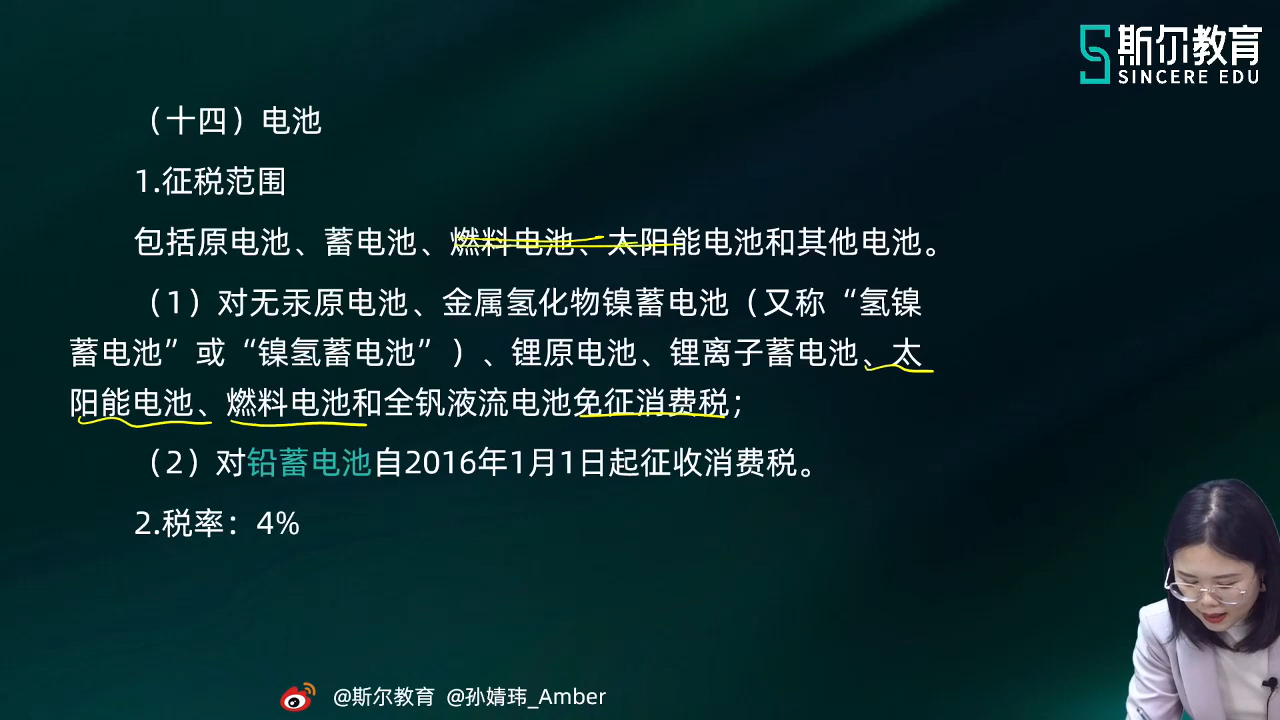 斯尔教育
SINCERE EDU
（十四）电池
1.征税范围
包括原电池、蓄电池、燃料电池、太阳能电池和其他电池。
（1）对无汞原电池、金属氢化物镍蓄电池（又称“氢镍
蓄电池”或“镍氢蓄电池”）、锂原电池、锂离子蓄电池、太
阳能电池、燃料电池和全钒液流电池免征消费税；
（2）对铅蓄电池自2016年1月1日起征收消费税。
2.税率：4%
@斯尔教育 @孙婧玮_Amber